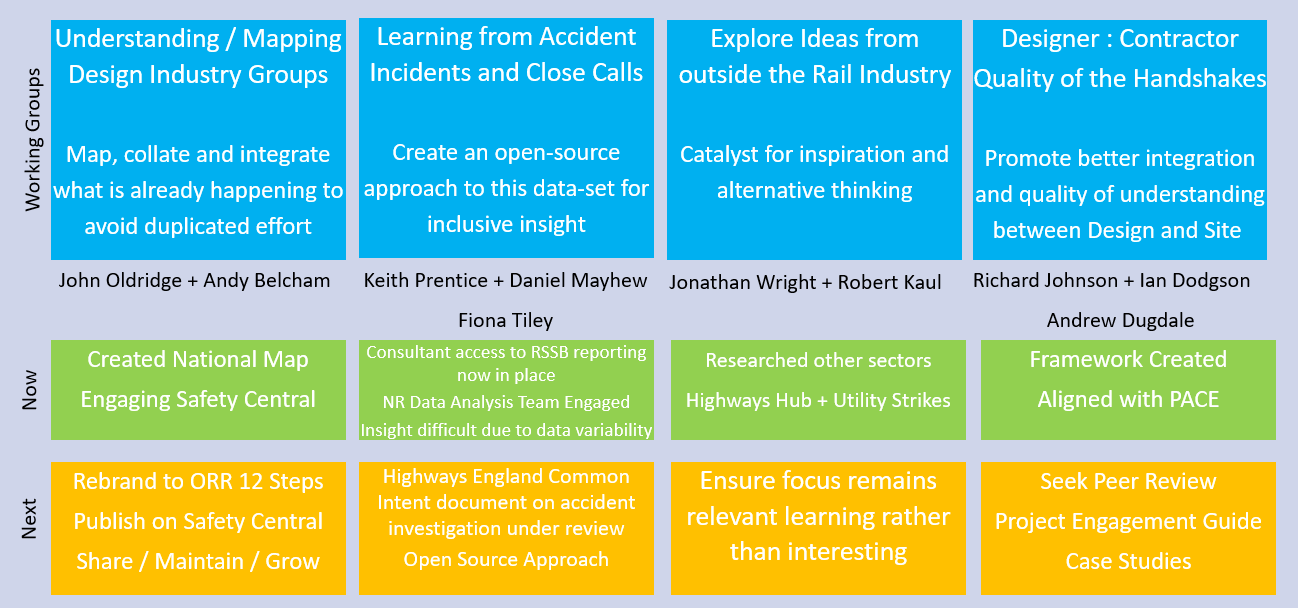 Working Groups
Understanding / Mapping
Design Industry Groups
Map, collate and integrate
what is already happening to
avoid duplicated effort
Learning from Accident
Incidents and Close Calls
Create an open-source
approach to this data-set for
inclusive insight
Explore Ideas from
outside the Rail Industry
Catalyst for inspiration and
alternative thinking
Designer : Contractor
Quality of the Handshakes
Promote better integration
and quality of understanding
between Design and Site
John Oldridge + Andy Belcham
Keith Prentice + Daniel Mayhew
Fiona Tiley
Jonathan Wright + Robert Kaul
Richard Johnson + Ian Dodgson
Andrew Dugdale
Now
Created National Map
Engaging Safety Central
Consultant access to RSSB reporting
now in place
NR Data Analysis Team Engaged
Insight difficult due to data variability
Researched other sectors
Highways Hub + Utility Strikes
Framework Created
Aligned with PACE
Next
Rebrand to ORR 12 Steps
Publish on Safety Central
Share / Maintain / Grow
Highways England Common
Intent document on accident
investigation under review
Open Source Approach
Ensure focus remains
relevant learning rather
than interesting
Seek Peer Review
Project Engagement Guide
Case Studies